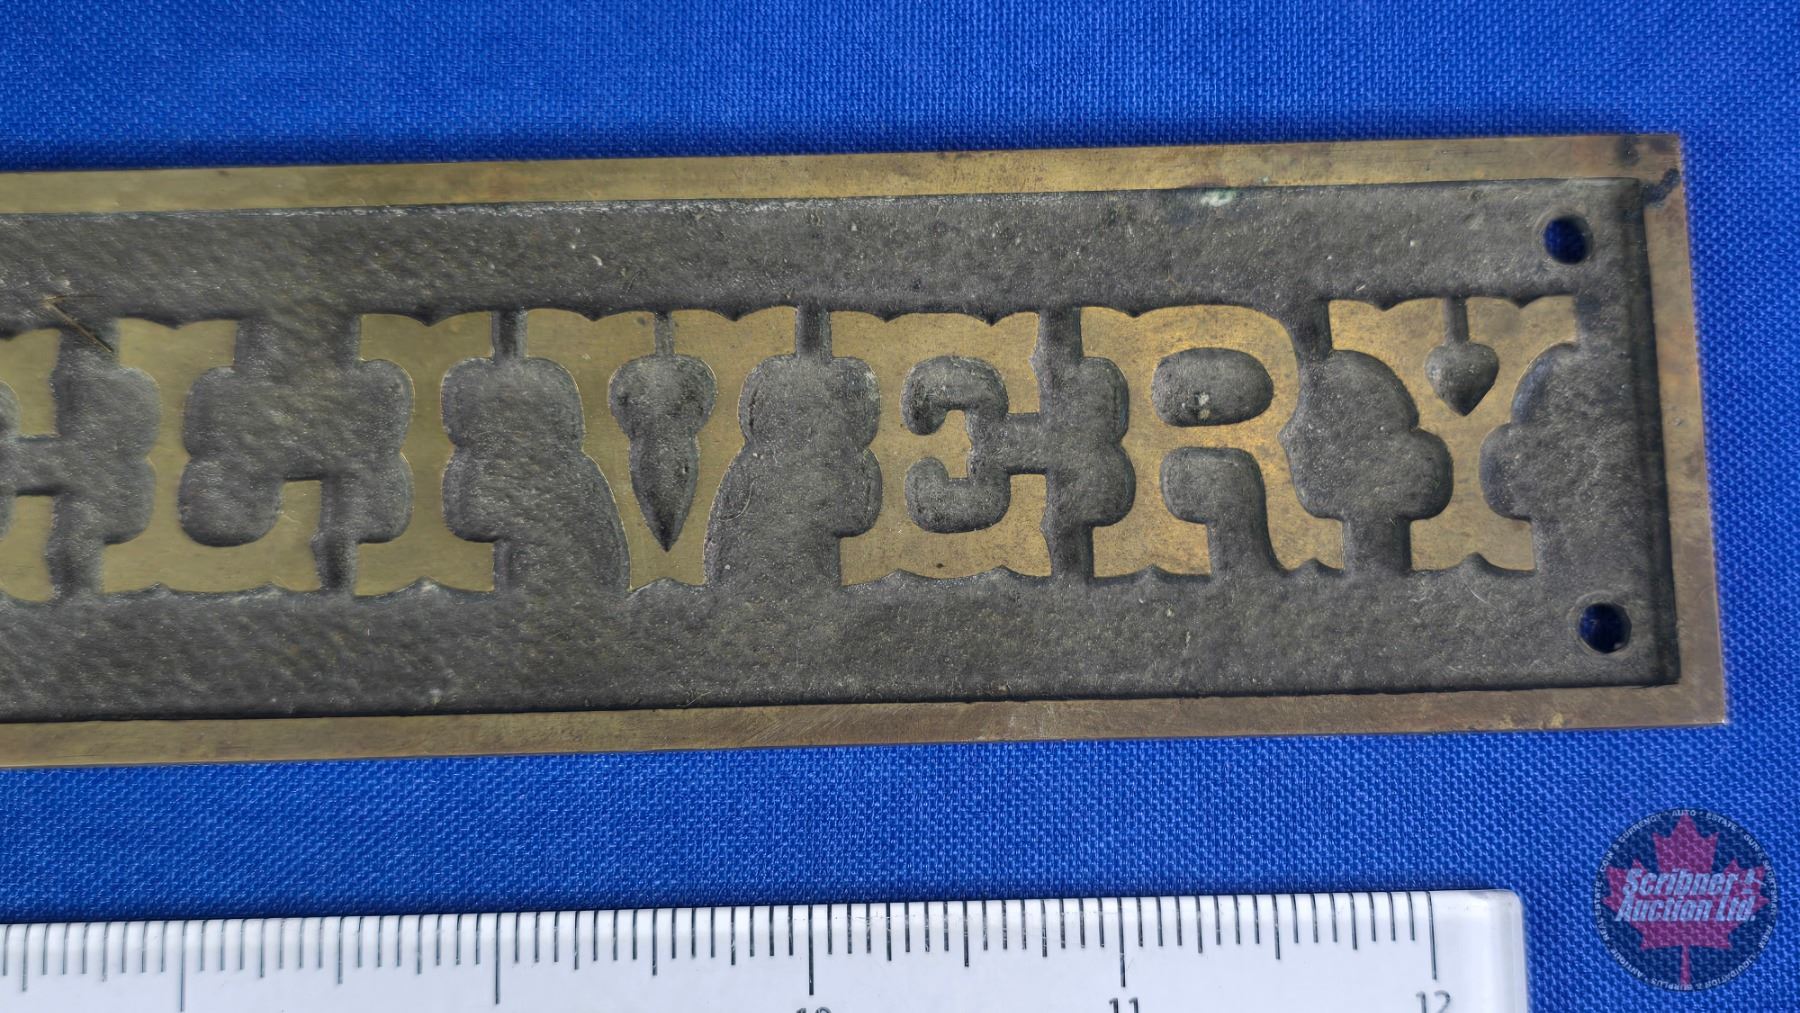 ELIVERY
10 11 12
Scribner's
Auction Ltd